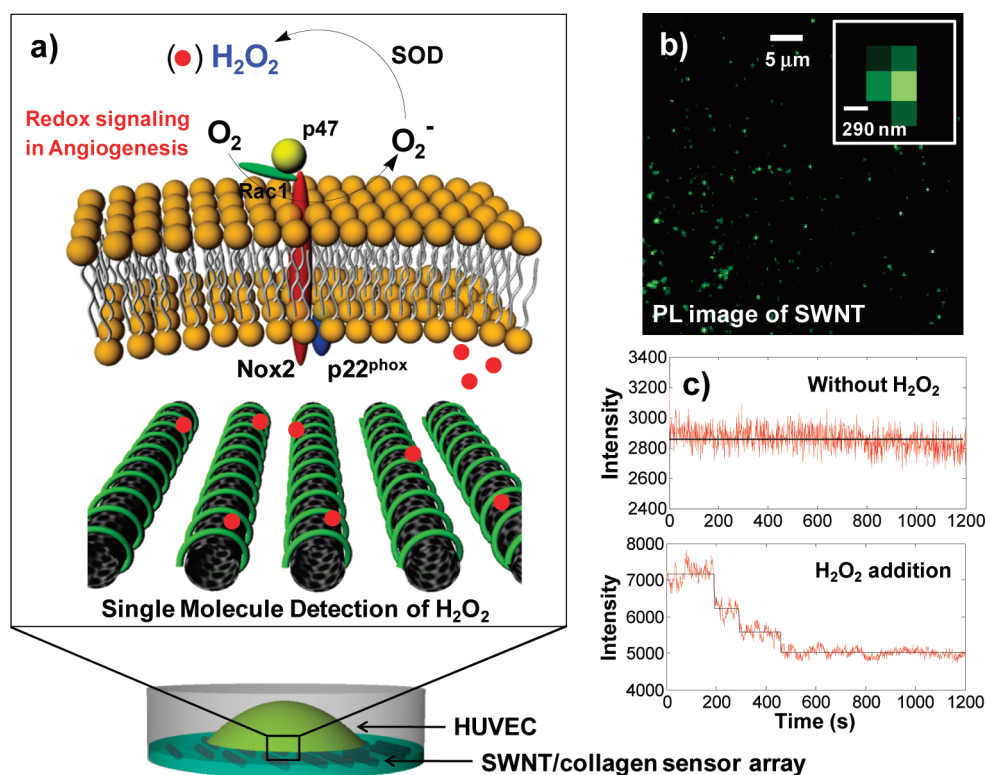 a)
(●) H₂O₂
SOD
Redox signaling
in Angiogenesis
O₂
p47
O₂⁻
Rac1
Nox2
p22ᵖʰᵒˣ
Single Molecule Detection of H₂O₂
HUVEC
SWNT/collagen sensor array
b)
5 μm
290 nm
PL image of SWNT
c)
Without H₂O₂
Intensity
3400
3200
3000
2800
2600
2400
0 200 400 600 800 1000 1200
H₂O₂ addition
Intensity
8000
7000
6000
5000
4000
0 200 400 600 800 1000 1200
Time (s)